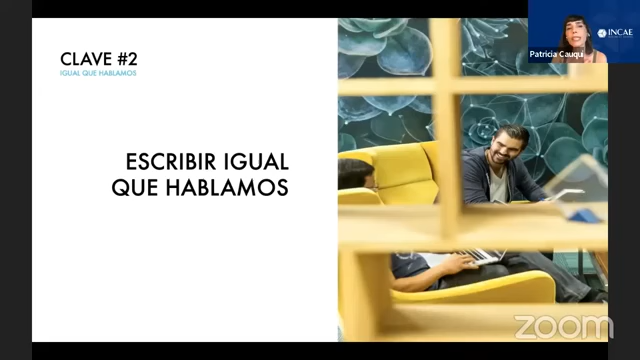 CLAVE #2
IGUAL QUE HABLAMOS
ESCRIBIR IGUAL
QUE HABLAMOS
Patricia Cauqui
INCAE
zoom